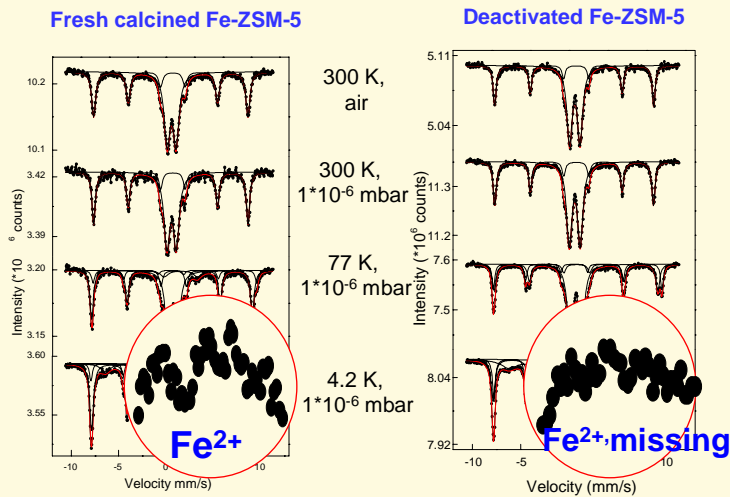 Fresh calcined Fe-ZSM-5
Deactivated Fe-ZSM-5
10.2
10.1
3.42
3.39
3.20
3.15
3.60
3.55
Intensity (*10 6 counts)
-10
-5
0
5
10
Velocity mm/s)
300 K,
air
300 K,
1*10-6 mbar
77 K,
1*10-6 mbar
4.2 K,
1*10-6 mbar
5.11
5.04
11.3
11.2
7.6
7.5
8.04
7.92
Intensity (*10⁶ counts)
-10
-5
10
Velocity (mm/s)
Fe²⁺
Fe²⁺,missing